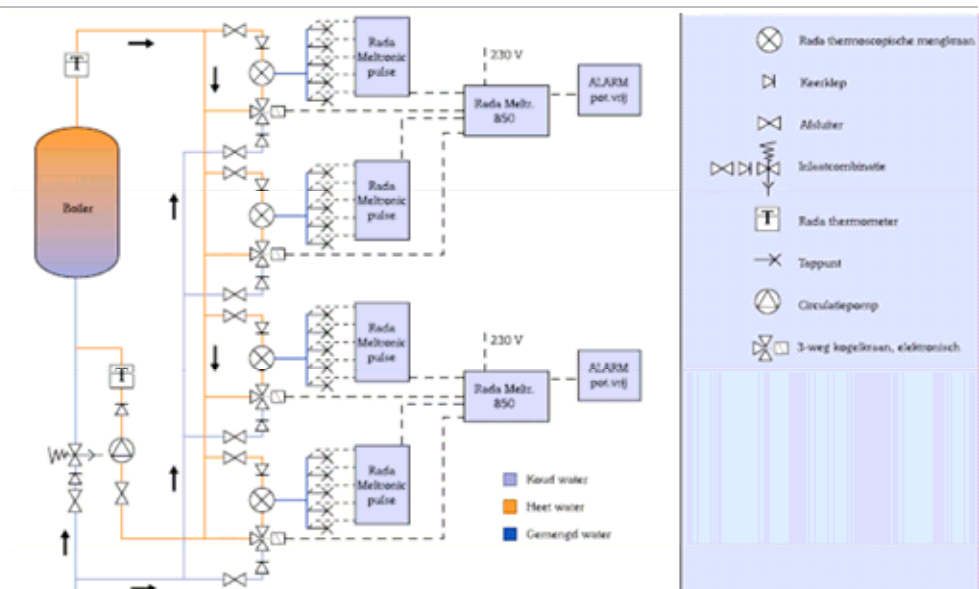 T
Boiler
T
Rada
Meltronic
pulse
Rada
Meltronic
pulse
Rada
Meltronic
pulse
Rada
Meltronic
pulse
230 V
Rada Meltr.
850
ALARM
pot.vrij
230 V
Rada Meltr.
850
ALARM
pot.vrij
Koud water
Heet water
Gemengd water
Rada thermoscopische mengkraan
Keerklep
Afsluiter
Inlaatcombinatie
T
Rada thermometer
Tappunt
Circulatiepomp
3-weg kogelkraan, elektronisch